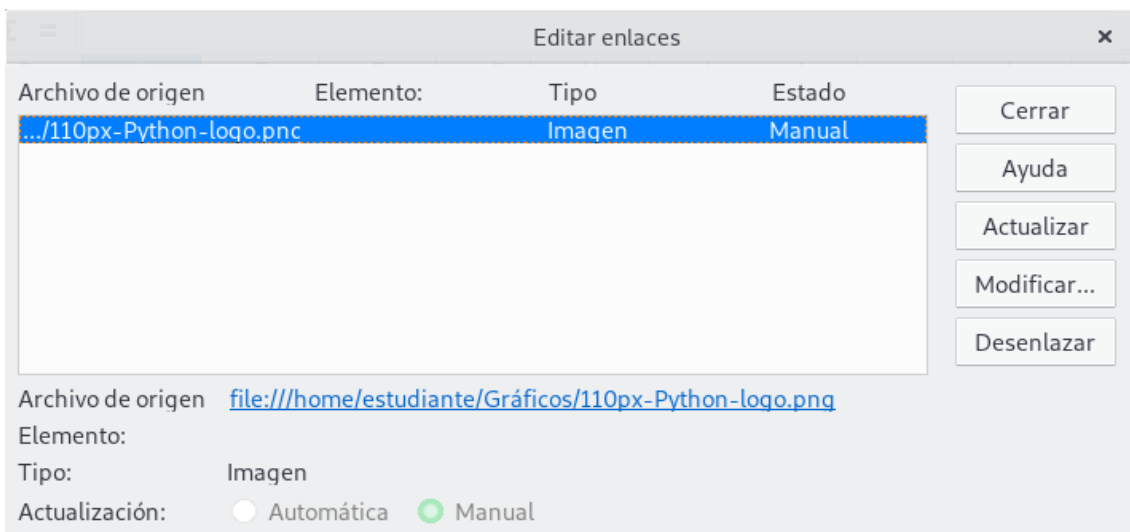 Editar enlaces ×
Archivo de origen Elemento: Tipo Estado
.../110px-Python-logo.pnc Imagen Manual
Cerrar
Ayuda
Actualizar
Modificar...
Desenlazar
Archivo de origen file:///home/estudiante/Gráficos/110px-Python-logo.png
Elemento:
Tipo: Imagen
Actualización: Automática Manual